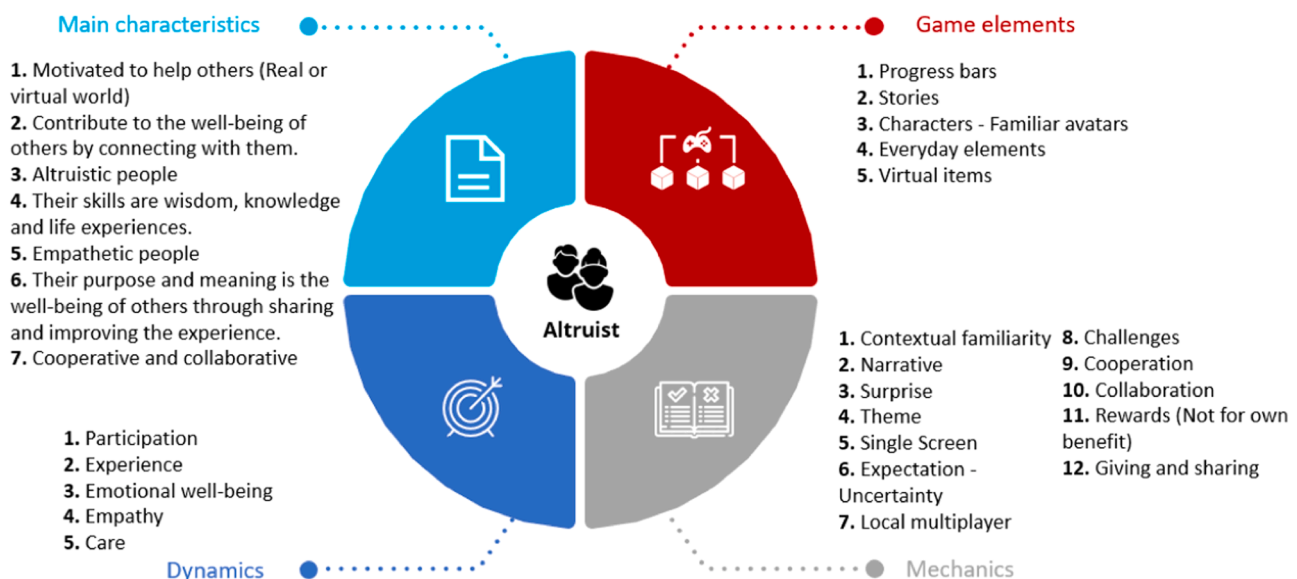 Main characteristics
1. Motivated to help others (Real or
virtual world)
2. Contribute to the well-being of
others by connecting with them.
3. Altruistic people
4. Their skills are wisdom, knowledge
and life experiences.
5. Empathetic people
6. Their purpose and meaning is the
well-being of others through sharing
and improving the experience.
7. Cooperative and collaborative
Game elements
1. Progress bars
2. Stories
3. Characters - Familiar avatars
4. Everyday elements
5. Virtual items
Altruist
1. Participation
2. Experience
3. Emotional well-being
4. Empathy
5. Care
Dynamics
1. Contextual familiarity
2. Narrative
3. Surprise
4. Theme
5. Single Screen
6. Expectation -
Uncertainty
7. Local multiplayer
8. Challenges
9. Cooperation
10. Collaboration
11. Rewards (Not for own
benefit)
12. Giving and sharing
Mechanics